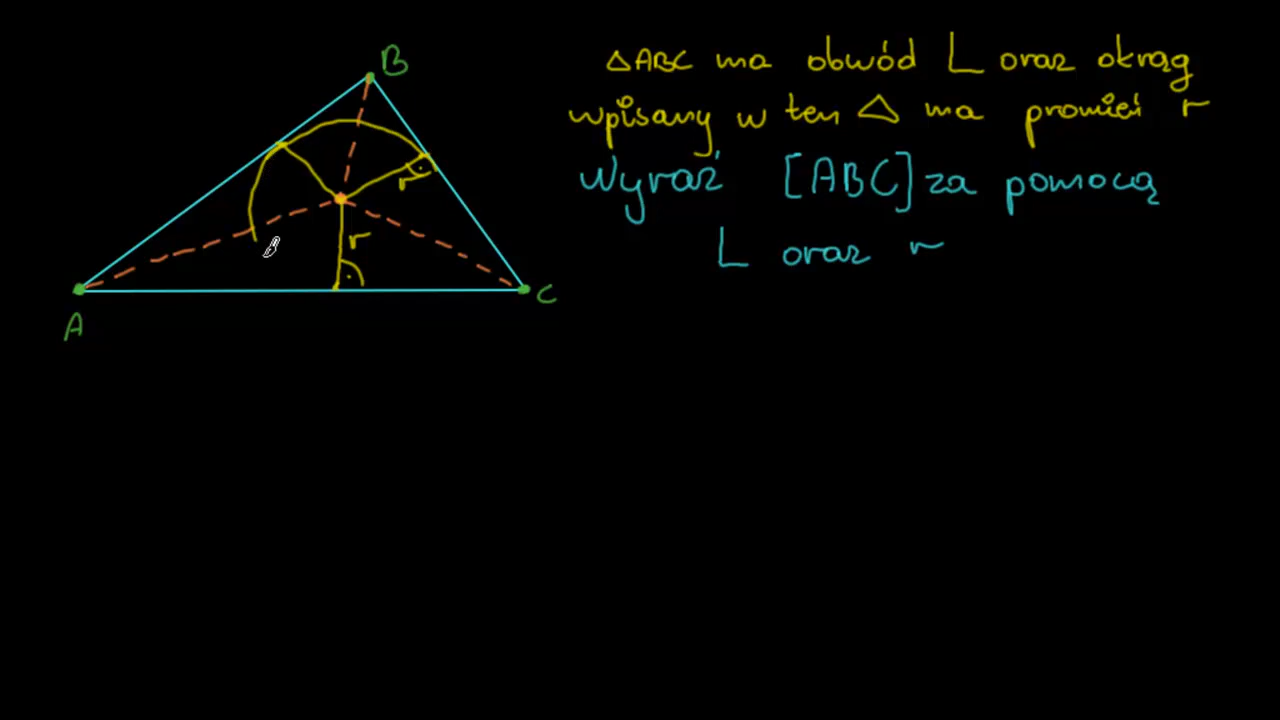 B
△ABC ma obwód L oraz okrąg
wpisany w ten △ ma promień r
Wyraź [ABC] za pomocą
L oraz r
r
r
A
C